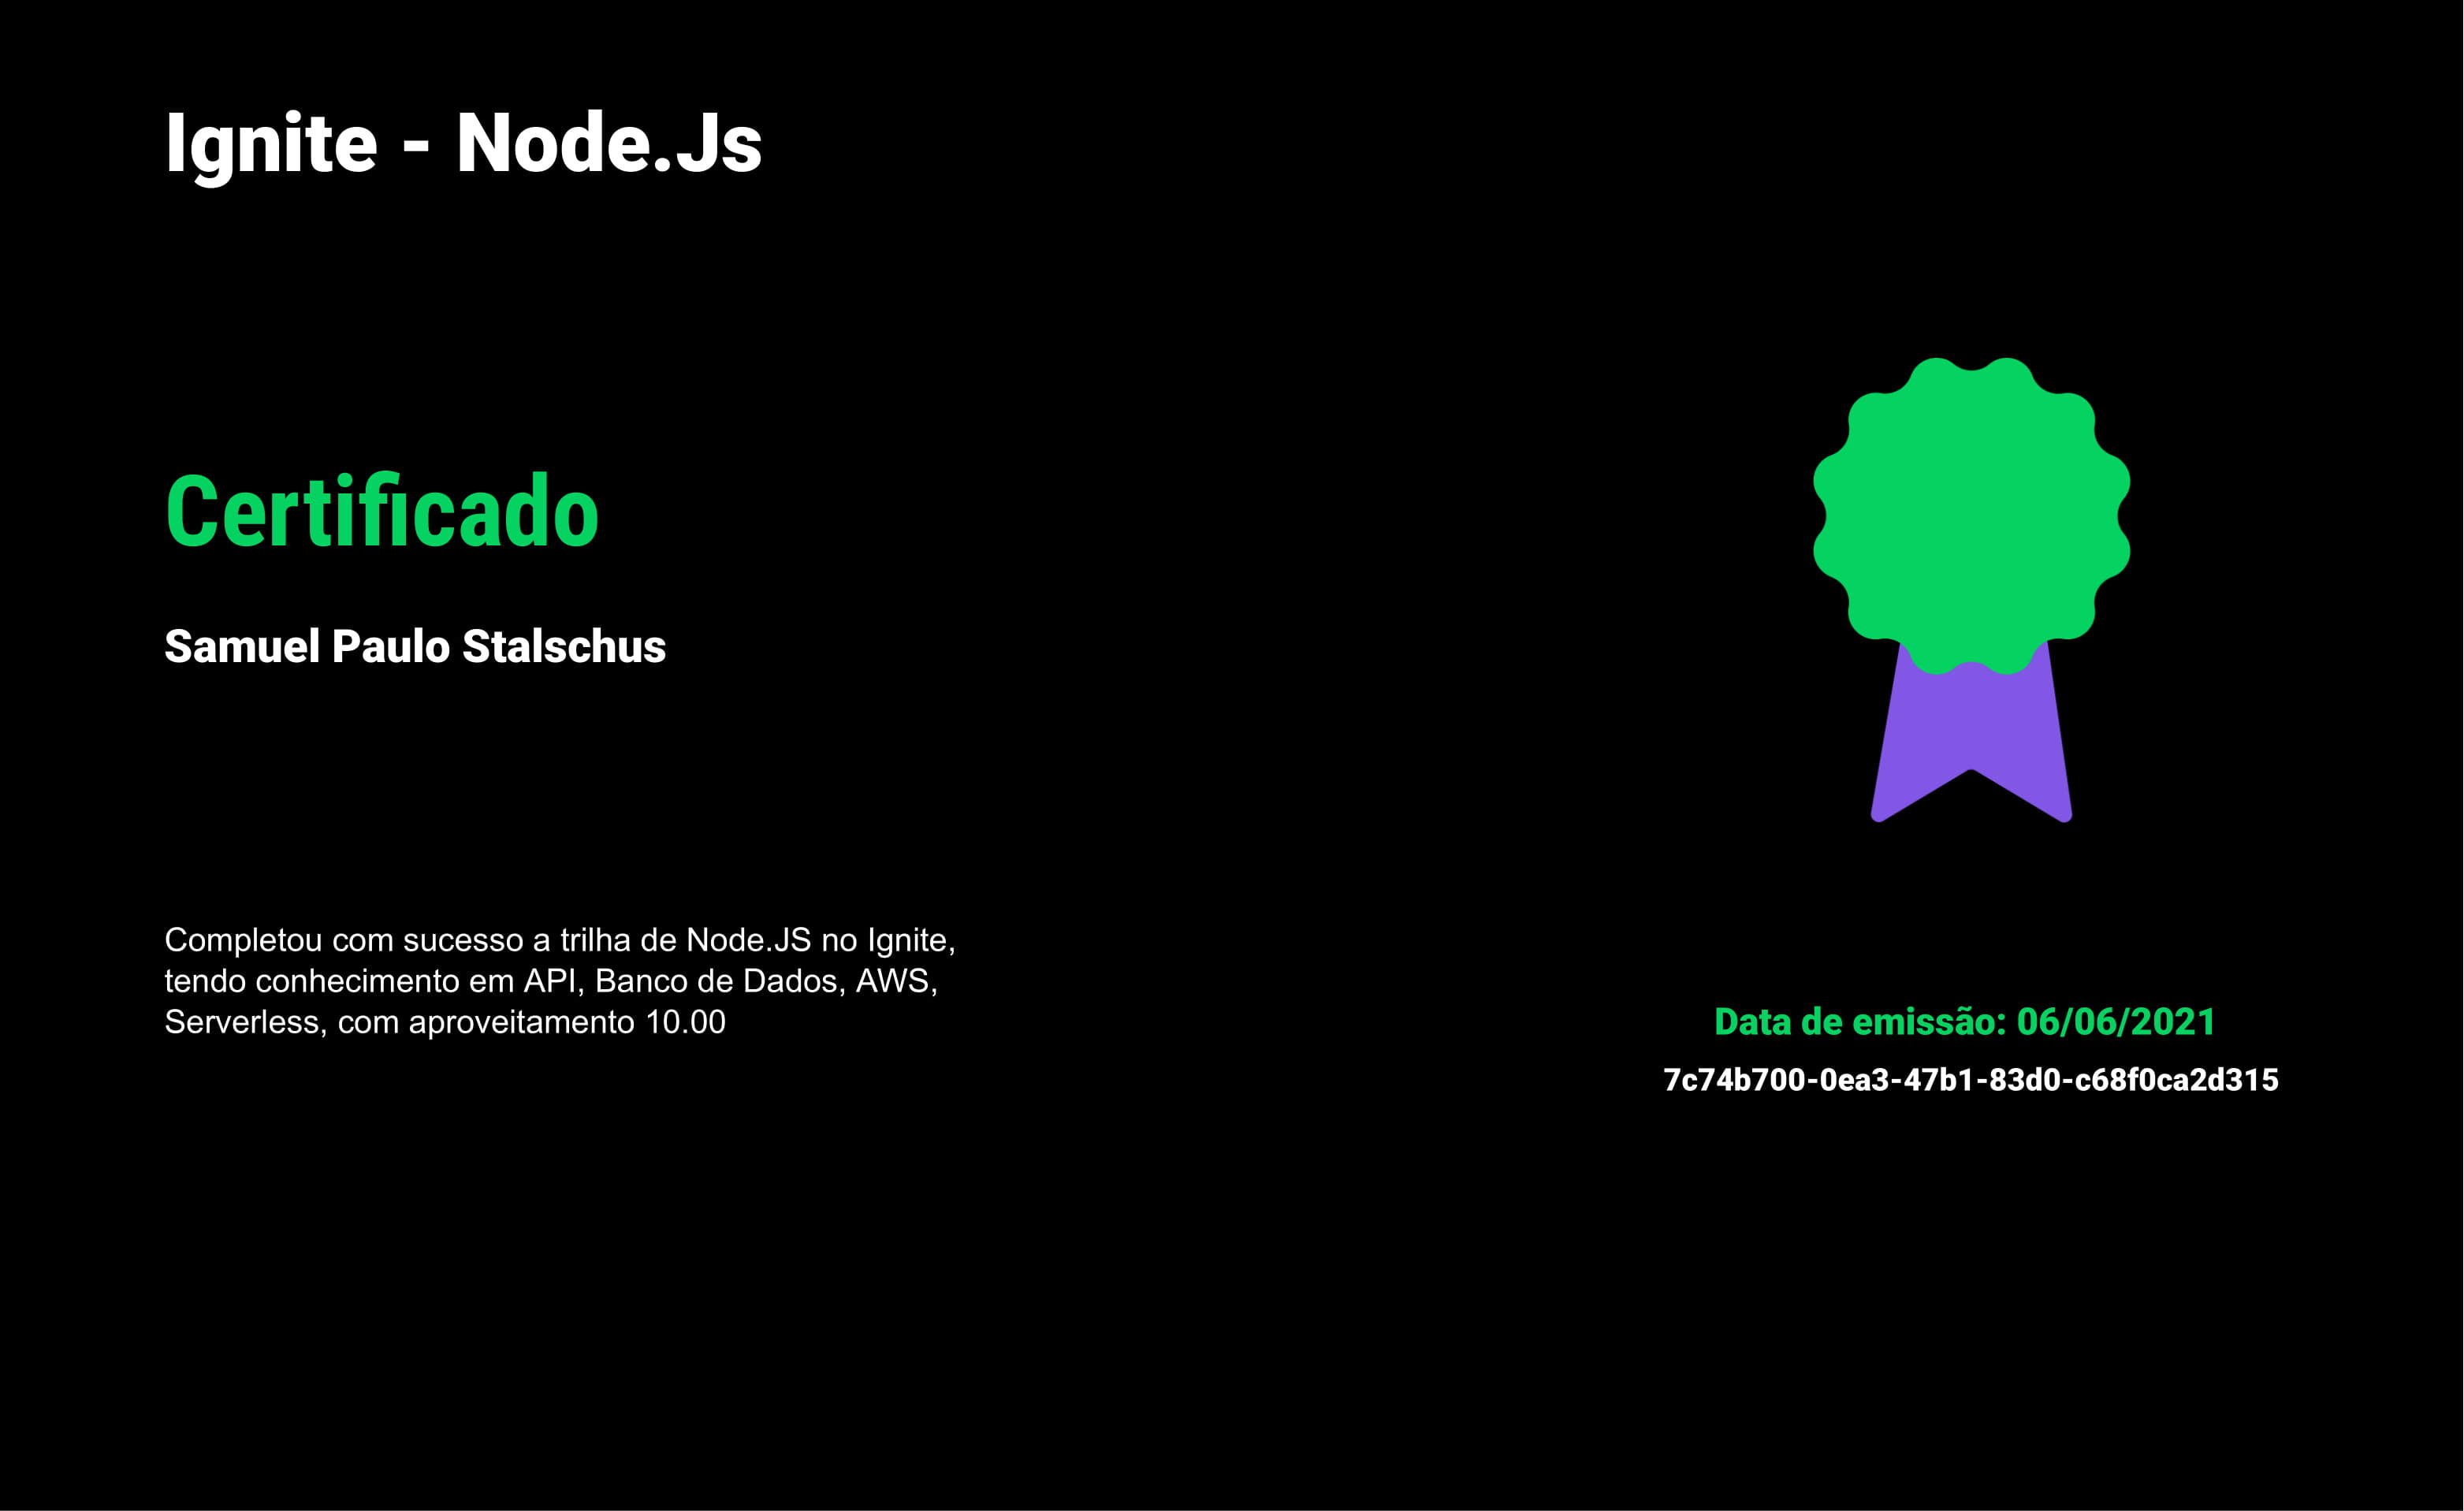 Ignite - Node.Js
Certificado
Samuel Paulo Stalschus
Completou com sucesso a trilha de Node.JS no Ignite,
tendo conhecimento em API, Banco de Dados, AWS,
Serverless, com aproveitamento 10.00
Data de emissão: 06/06/2021
7c74b700-0ea3-47b1-83d0-c68f0ca2d315